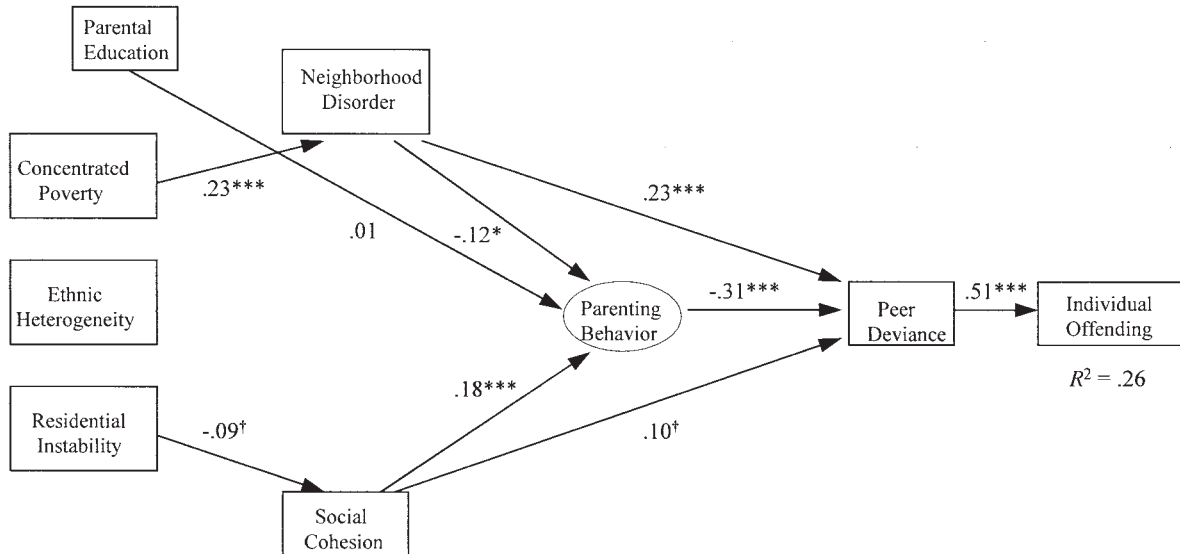 Parental
Education
Neighborhood
Disorder
Concentrated
Poverty
.23***
.23***
.01
-.12*
Ethnic
Heterogeneity
Parenting
Behavior
-.31***
Peer
Deviance
.51***
Individual
Offending
R² = .26
Residential
Instability
-.09†
.18***
.10†
Social
Cohesion